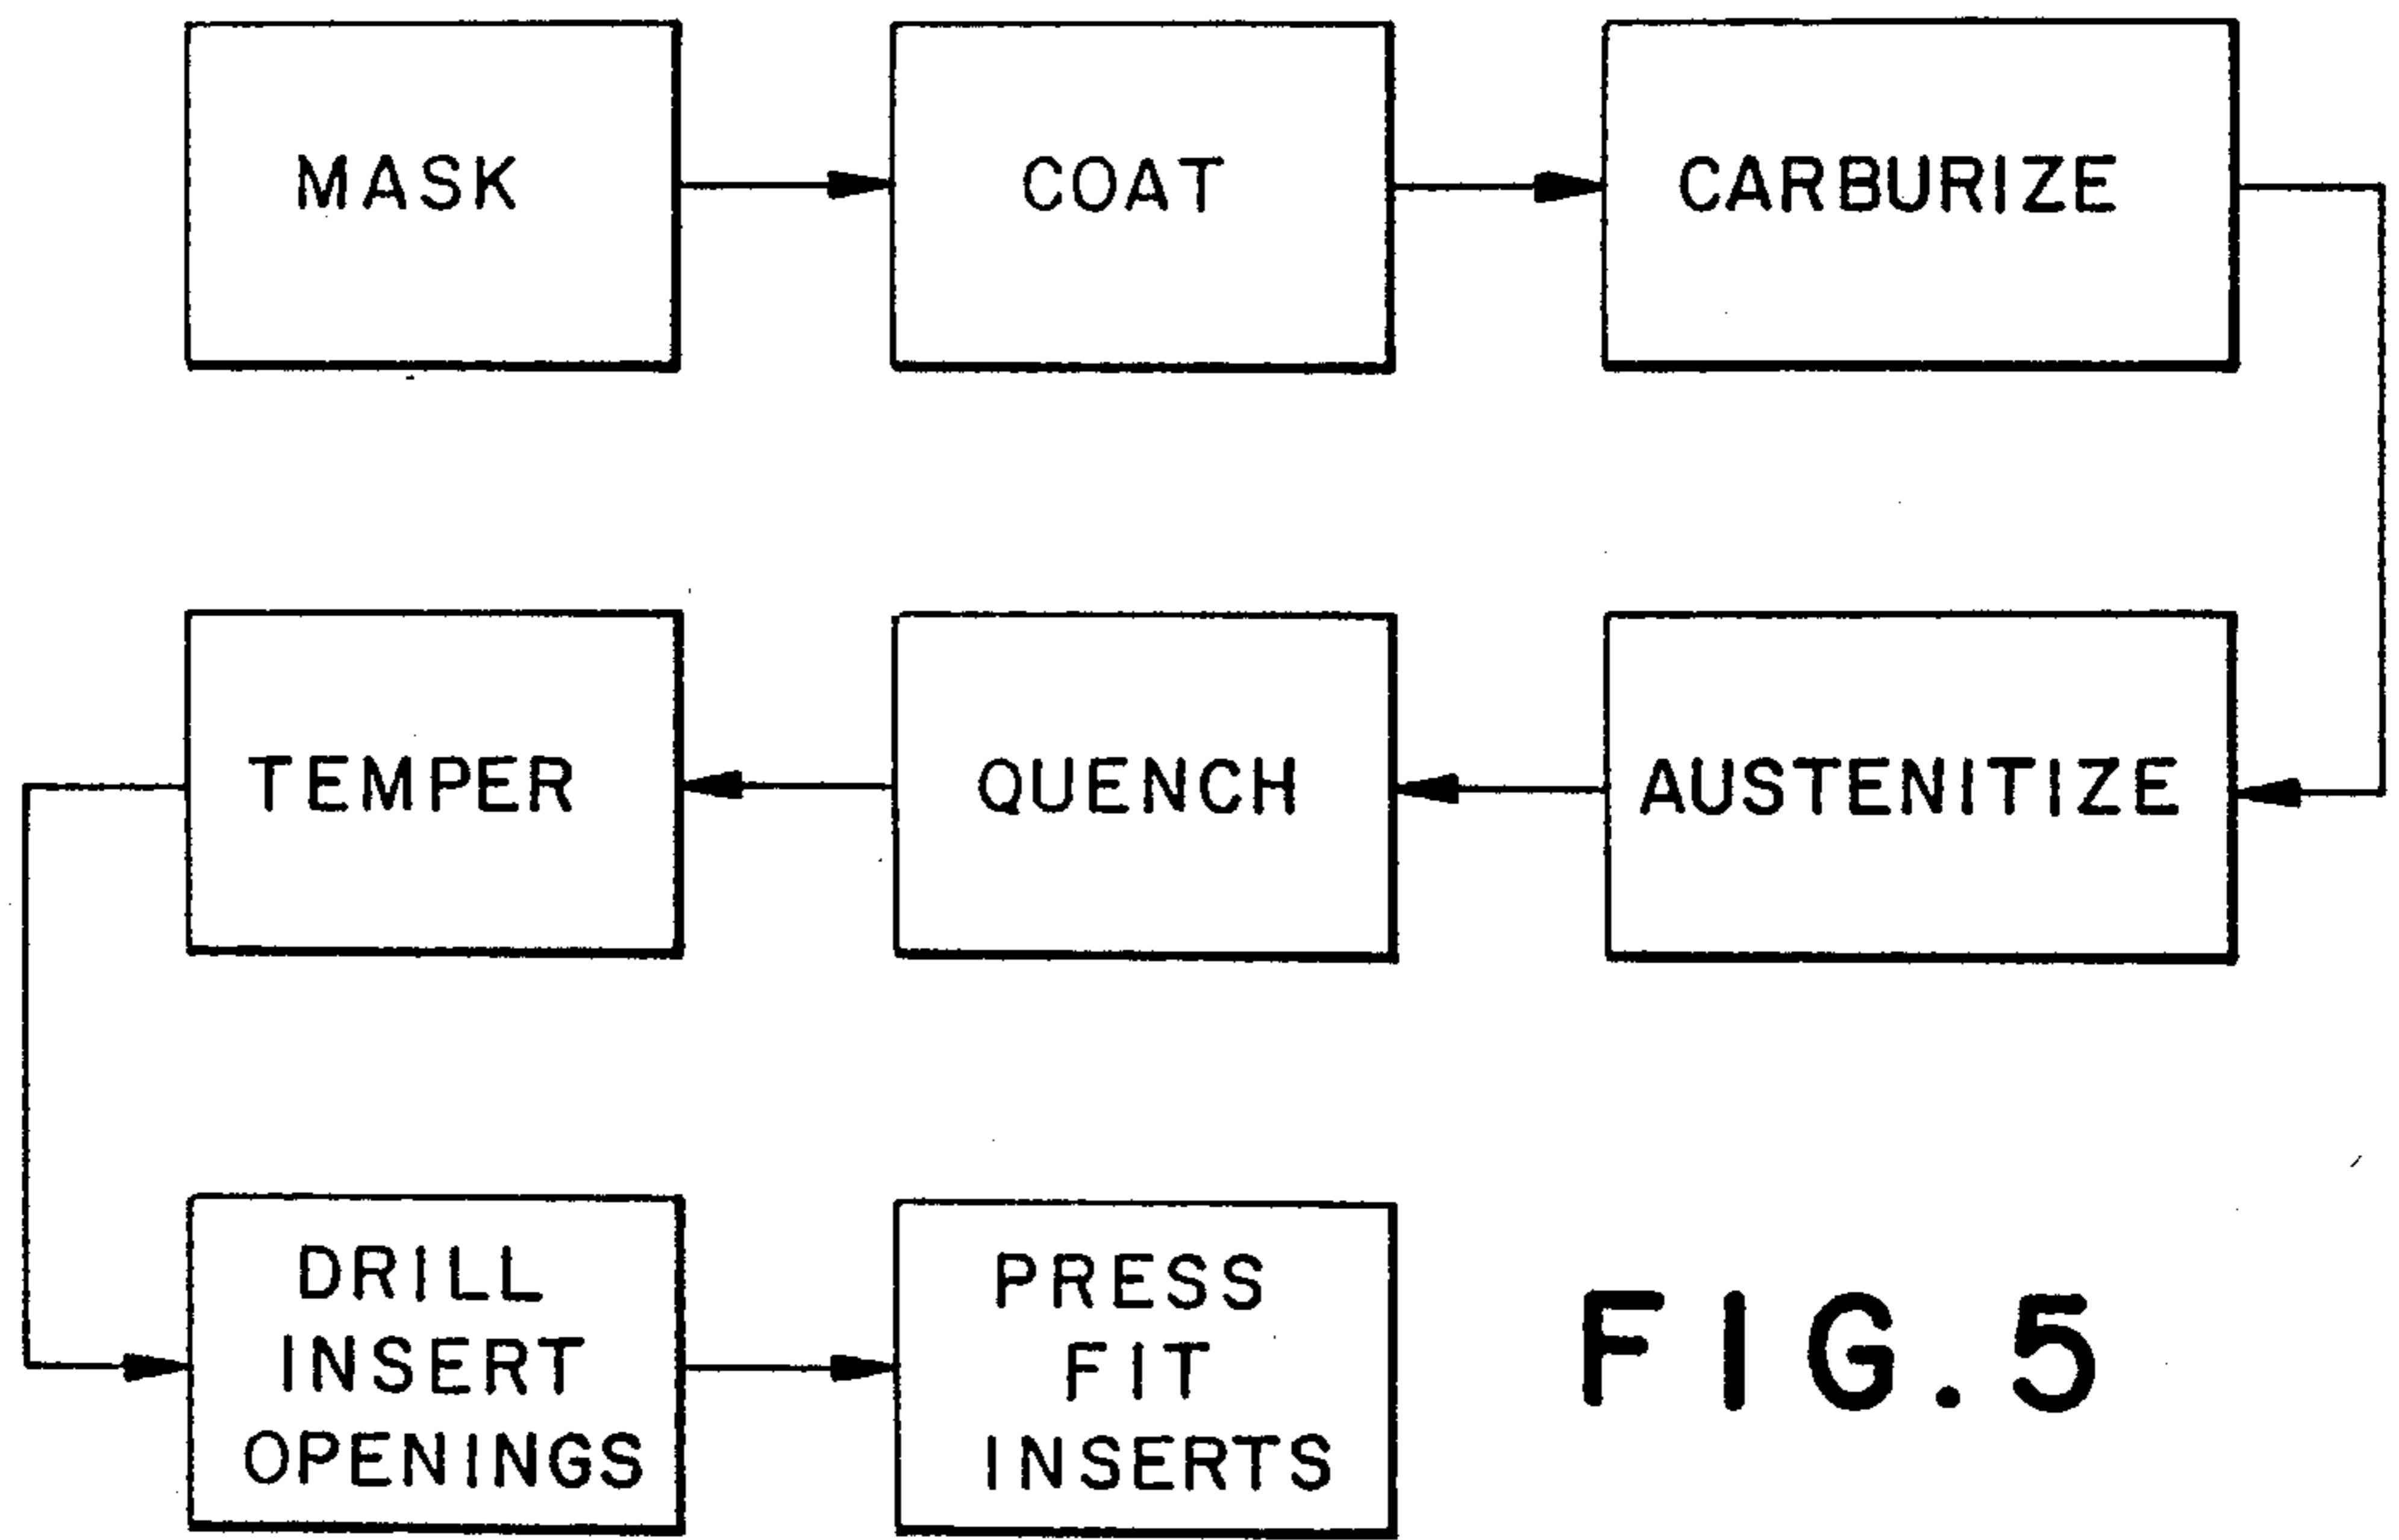 MASK
COAT
CARBURIZE
AUSTENITIZE
QUENCH
TEMPER
DRILL
INSERT
OPENINGS
PRESS
FIT
INSERTS
FIG.5